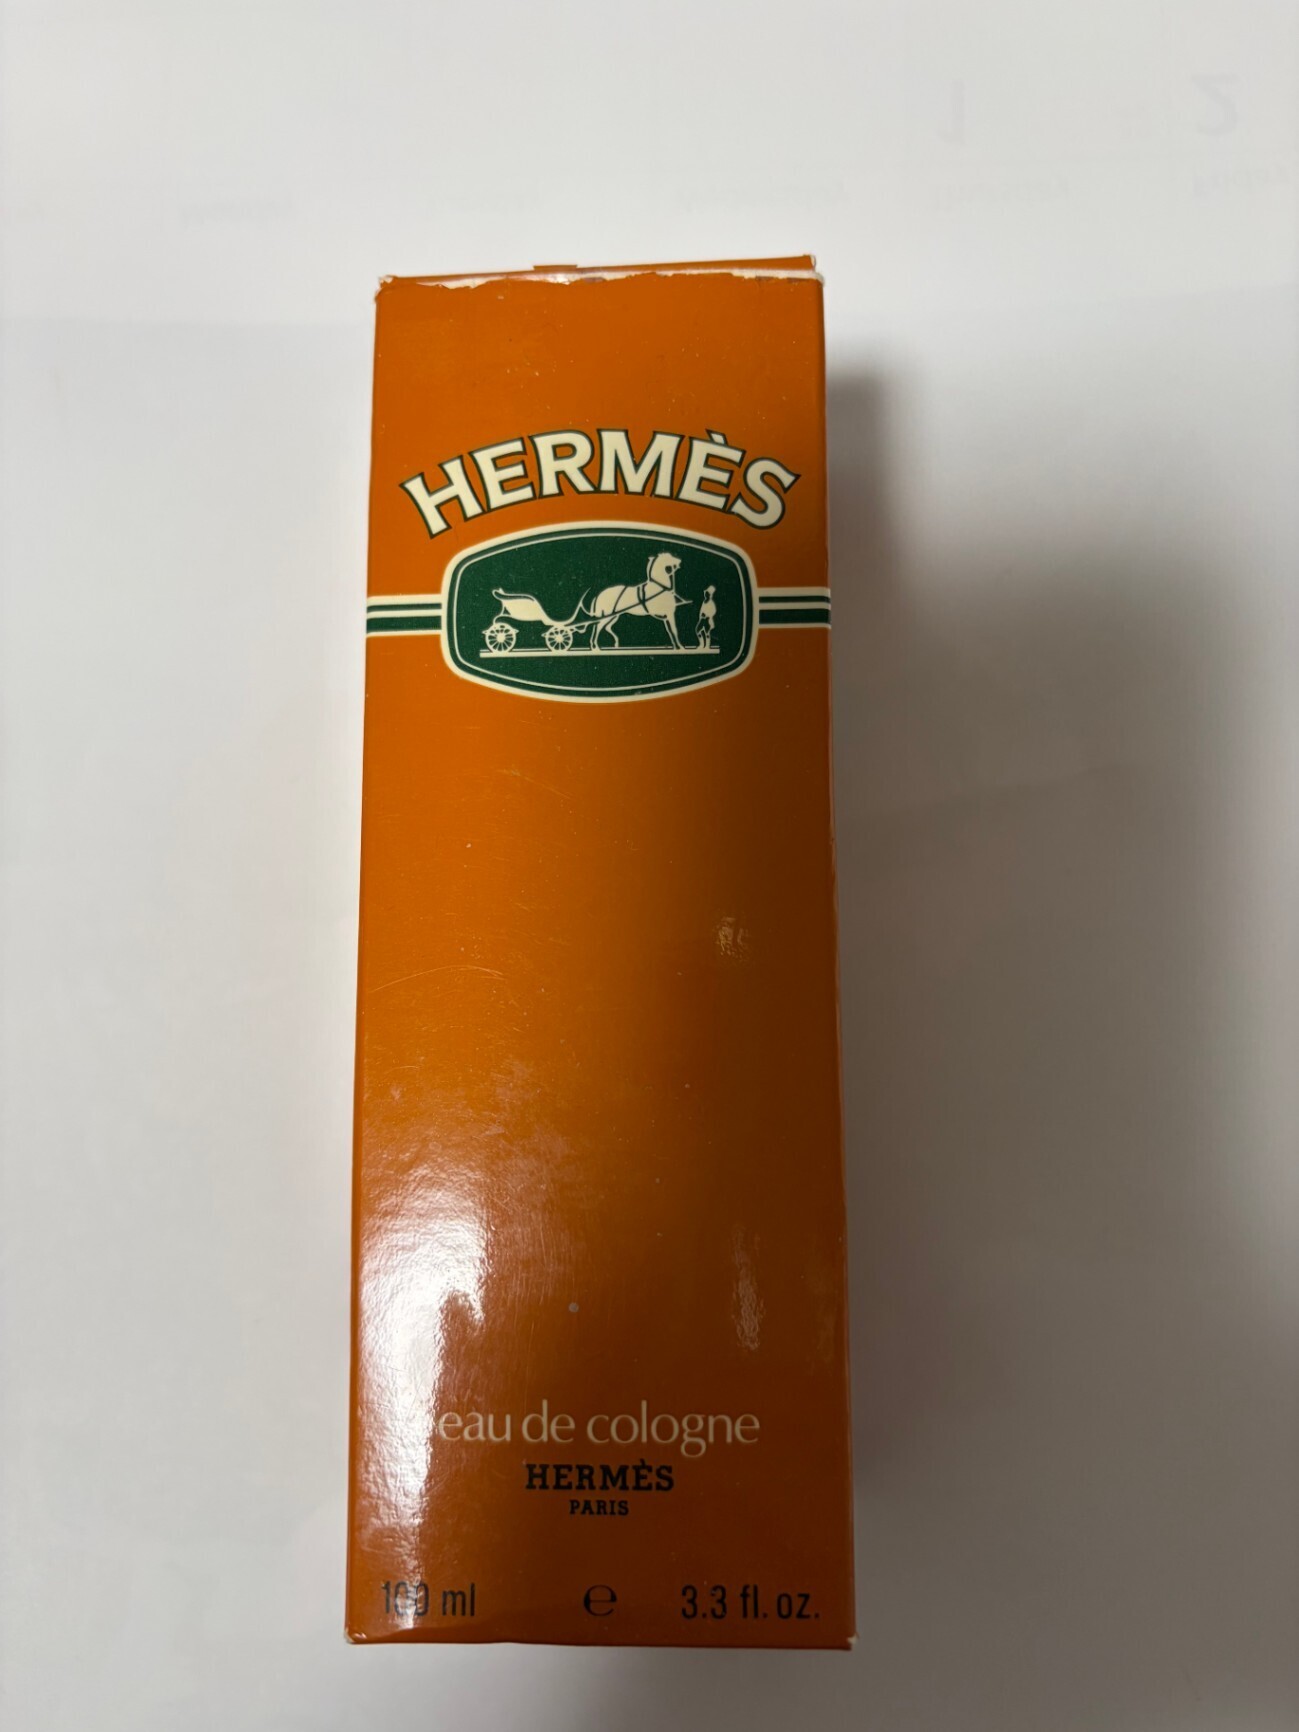 HERMÈS
eau de cologne
HERMÈS
PARIS
100 ml ℮ 3.3 fl. oz.